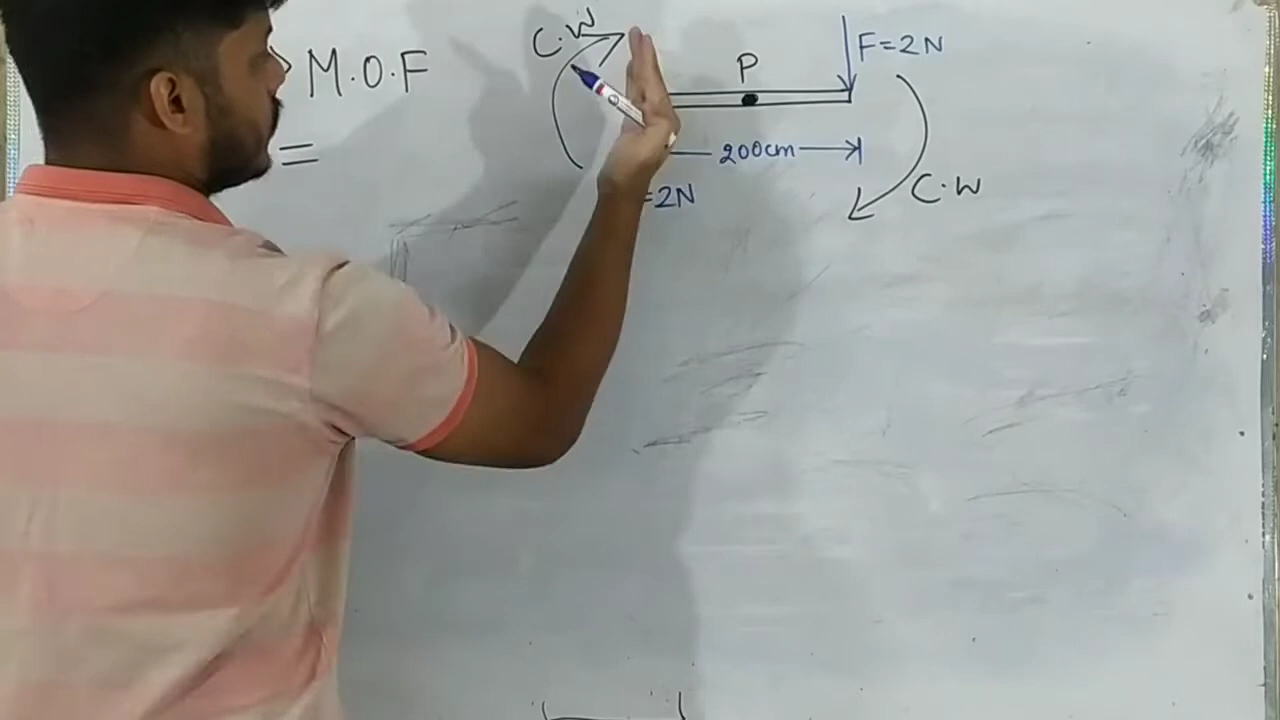 M.O.F
=
C.W
P
F=2N
200cm
=2N
C.W